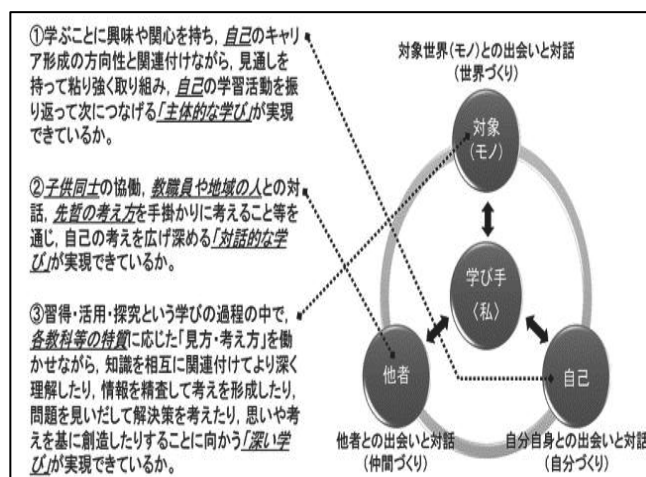 ①学ぶことに興味や関心を持ち，自己のキャリ
ア形成の方向性と関連付けながら，見通しを
持って粘り強く取り組み，自己の学習活動を振
り返って次につなげる「主体的な学び」が実現
できているか。
②子供同士の協働，教職員や地域の人との対
話，先哲の考え方を手掛かりに考えること等を
通じ，自己の考えを広げ深める「対話的な学
び」が実現できているか。
③習得・活用・探究という学びの過程の中で，
各教科等の特質に応じた「見方・考え方」を働
かせながら，知識を相互に関連付けてより深く
理解したり，情報を精査して考えを形成したり，
問題を見いだして解決策を考えたり，思いや考
えを基に創造したりすることに向かう「深い学
び」が実現できているか。
対象世界（モノ）との出会いと対話
（世界づくり）
対象
（モノ）
学び手
〈私〉
他者
自己
他者との出会いと対話
（仲間づくり）
自分自身との出会いと対話
（自分づくり）